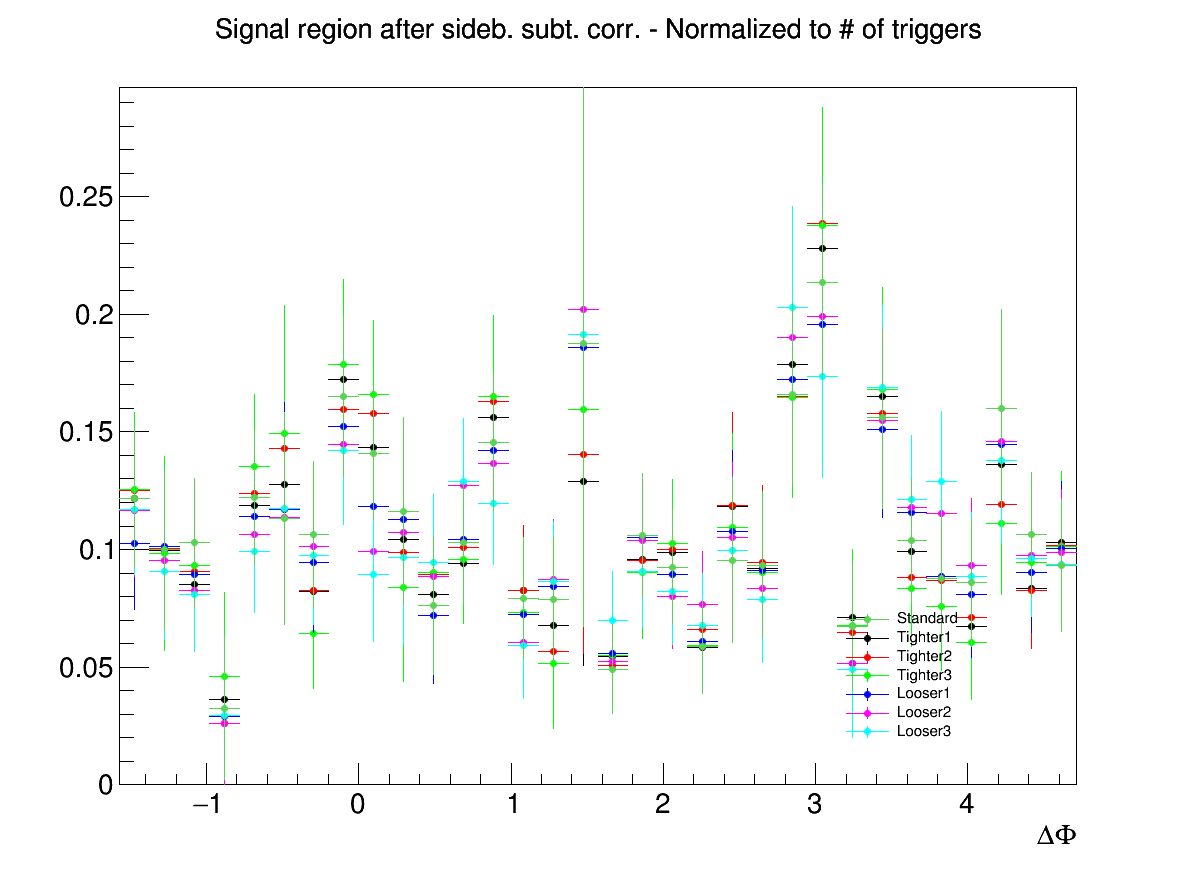 Signal region after sideb. subt. corr. - Normalized to # of triggers
0.25
0.2
0.15
0.1
0.05
0
Standard
Tighter1
Tighter2
Tighter3
Looser1
Looser2
Looser3
−1 0 1 2 3 4
ΔΦ